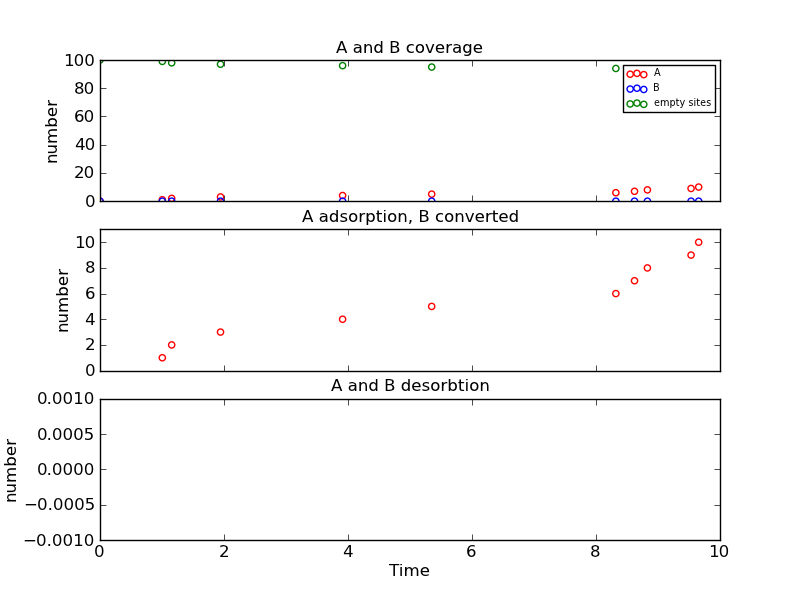 A and B coverage
100
80
60
40
20
0
number
A
B
empty sites
A adsorption, B converted
10
8
6
4
2
0
number
A and B desorbtion
0.0010
0.0005
0.0000
−0.0005
−0.0010
number
0 2 4 6 8 10
Time